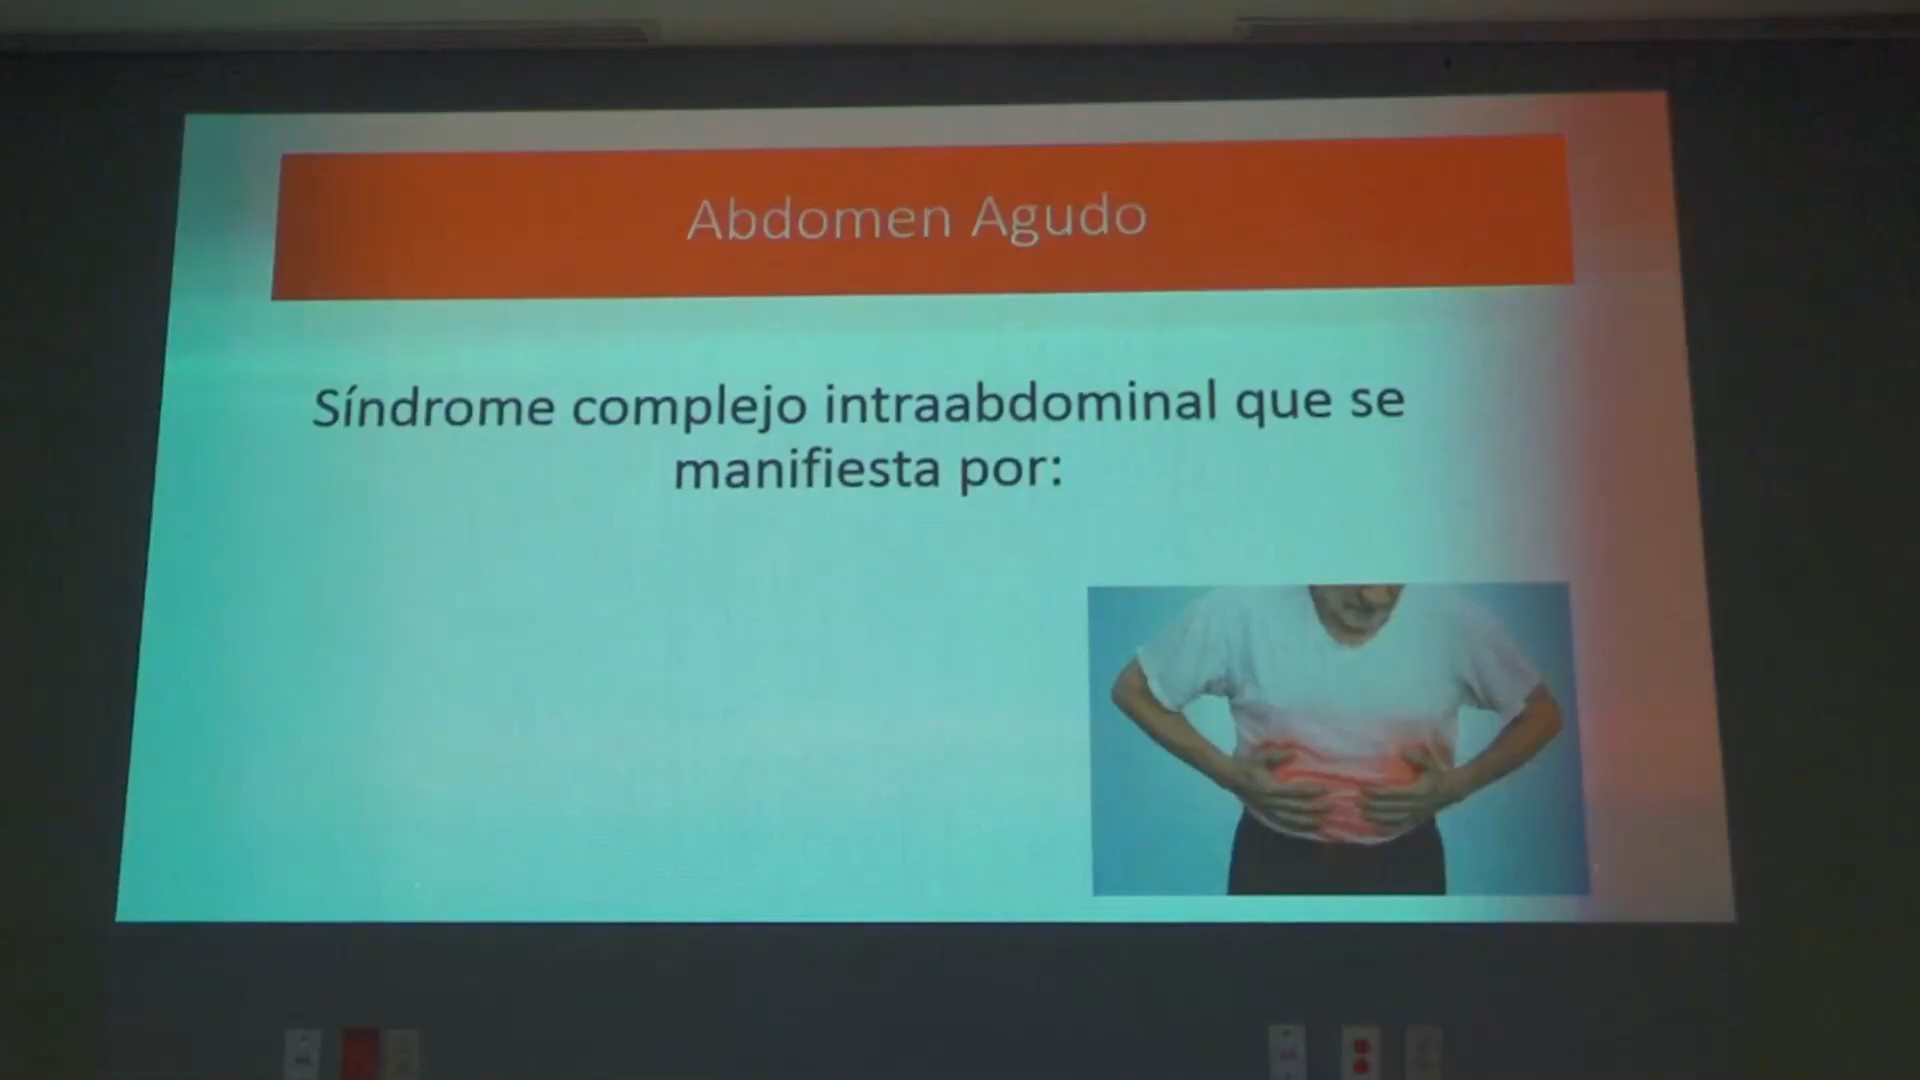 Abdomen Agudo
Síndrome complejo intraabdominal que se
manifiesta por: